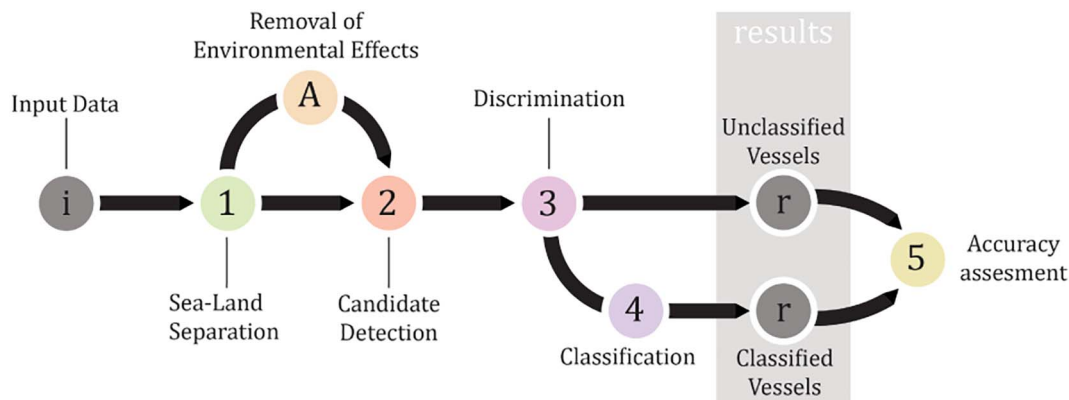 Removal of
Environmental Effects
results
Input Data
A
Discrimination
Unclassified
Vessels
i
1
2
3
r
5
Accuracy
assesment
Sea-Land
Separation
Candidate
Detection
4
r
Classification
Classified
Vessels